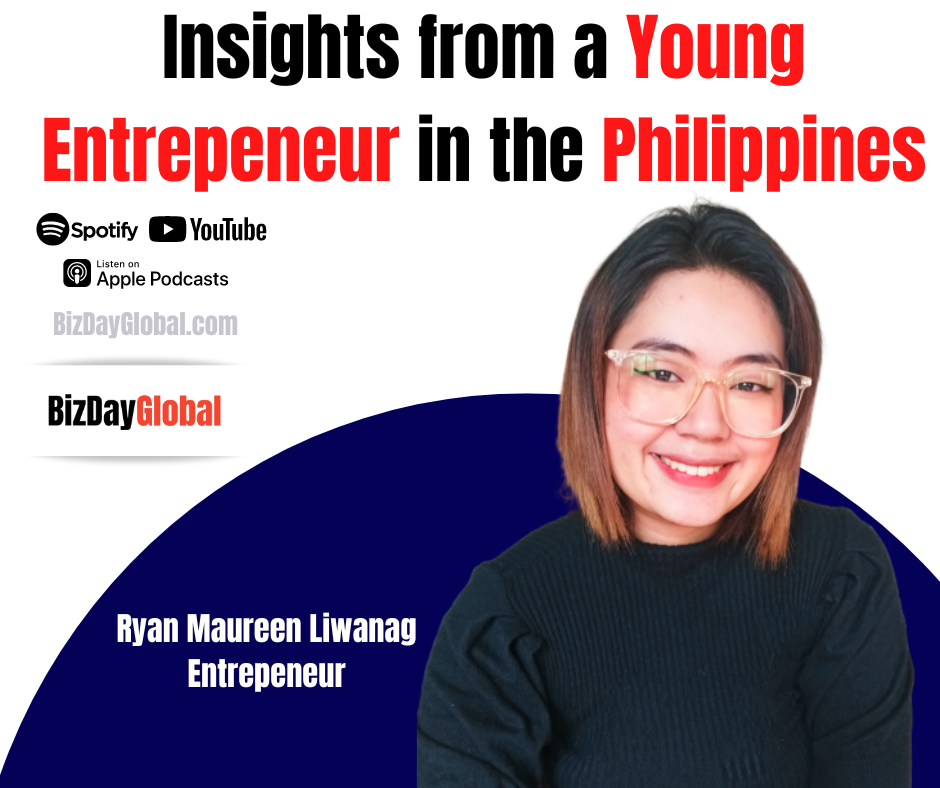 Insights from a Young
Entrepeneur in the Philippines
Spotify YouTube
Listen on
Apple Podcasts
BizDayGlobal.com
BizDayGlobal
Ryan Maureen Liwanag
Entrepeneur